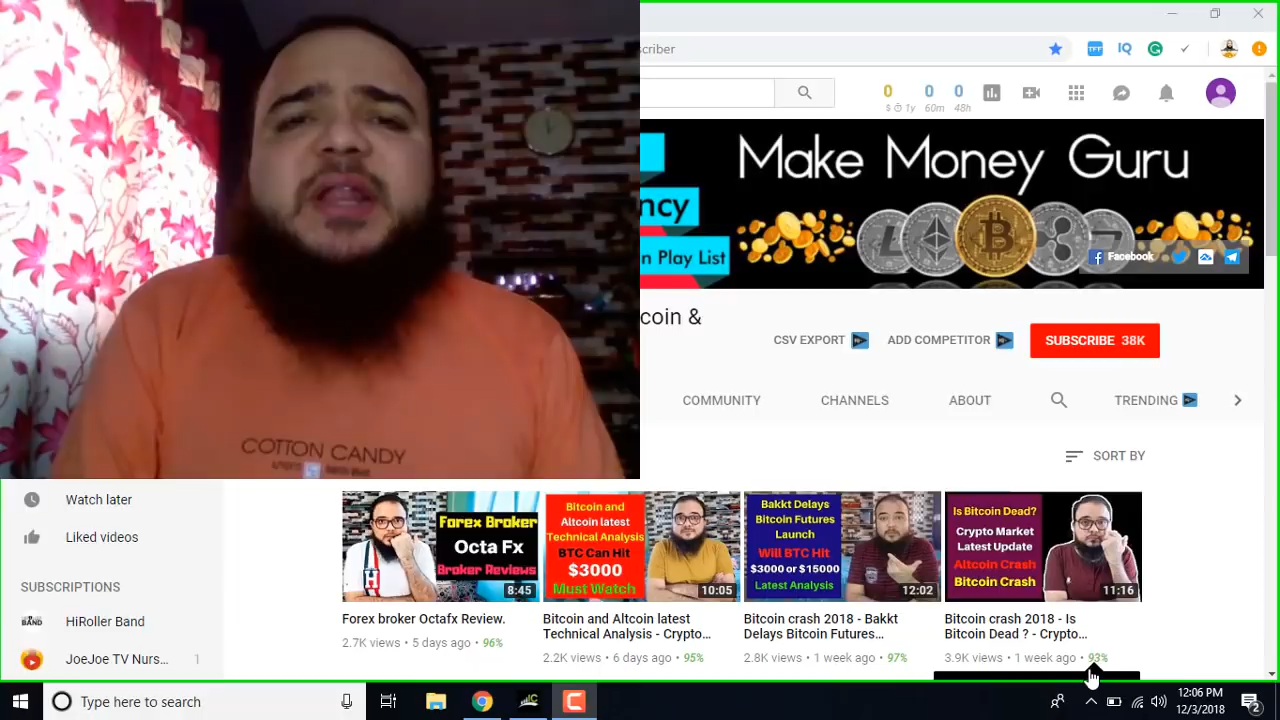 scriber
TFF
IQ
0 0 0
1y 60m 48h
Make Money Guru
ncy
n Play List
Facebook
coin &
CSV EXPORT
ADD COMPETITOR
SUBSCRIBE 38K
COMMUNITY
CHANNELS
ABOUT
TRENDING
SORT BY
COTTON CANDY
Watch later
Liked videos
SUBSCRIPTIONS
HiRoller Band
JoeJoe TV Nurs... 1
Forex Broker
Octa Fx
Broker Reviews
8:45
Forex broker Octafx Review.
2.7K views • 5 days ago • 96%
Bitcoin and
Altcoin latest
Technical Analysis
BTC Can Hit
$3000
Must Watch
10:05
Bitcoin and Altcoin latest
Technical Analysis - Crypto...
2.2K views • 6 days ago • 95%
Bakkt Delays
Bitcoin Futures
Launch
Will BTC Hit
$3000 or $15000
Latest Analysis
12:02
Bitcoin crash 2018 - Bakkt
Delays Bitcoin Futures...
2.8K views • 1 week ago • 97%
Is Bitcoin Dead?
Crypto Market
Latest Update
Altcoin Crash
Bitcoin Crash
11:16
Bitcoin crash 2018 - Is
Bitcoin Dead ? - Crypto...
3.9K views • 1 week ago • 93%
Type here to search
12:06 PM
12/3/2018
2